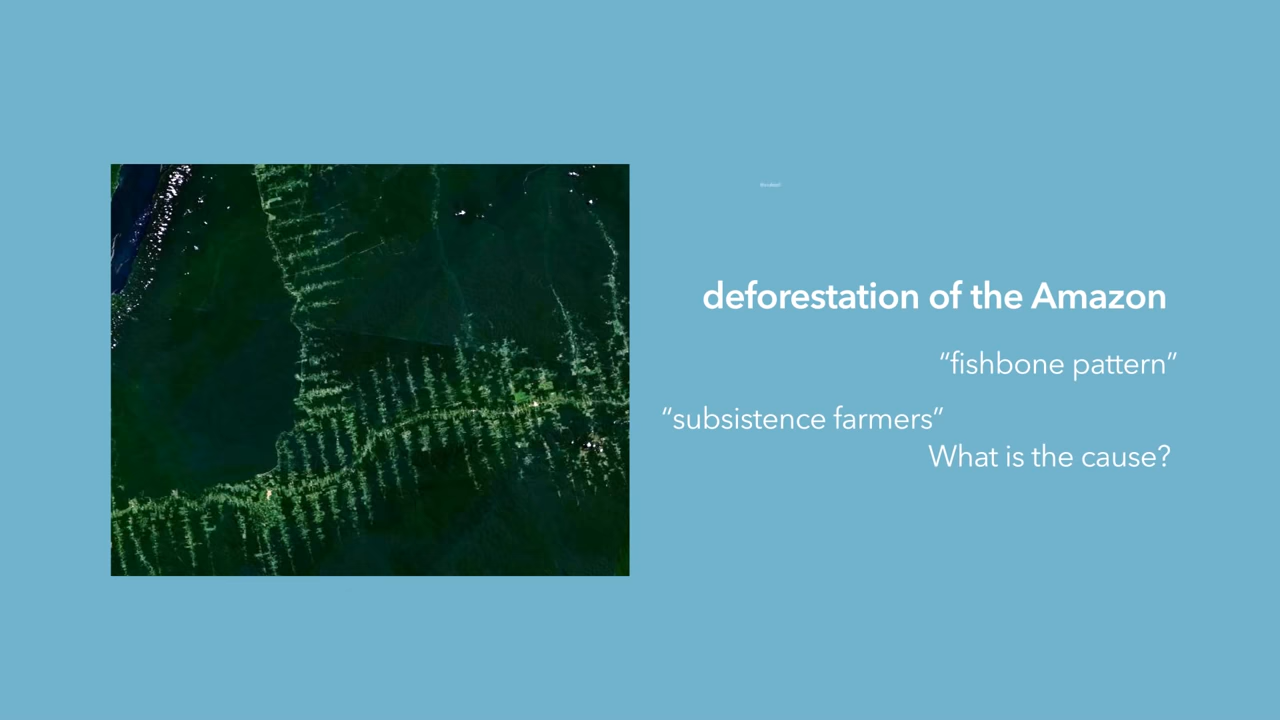 deforestation of the Amazon
“fishbone pattern”
“subsistence farmers”
What is the cause?